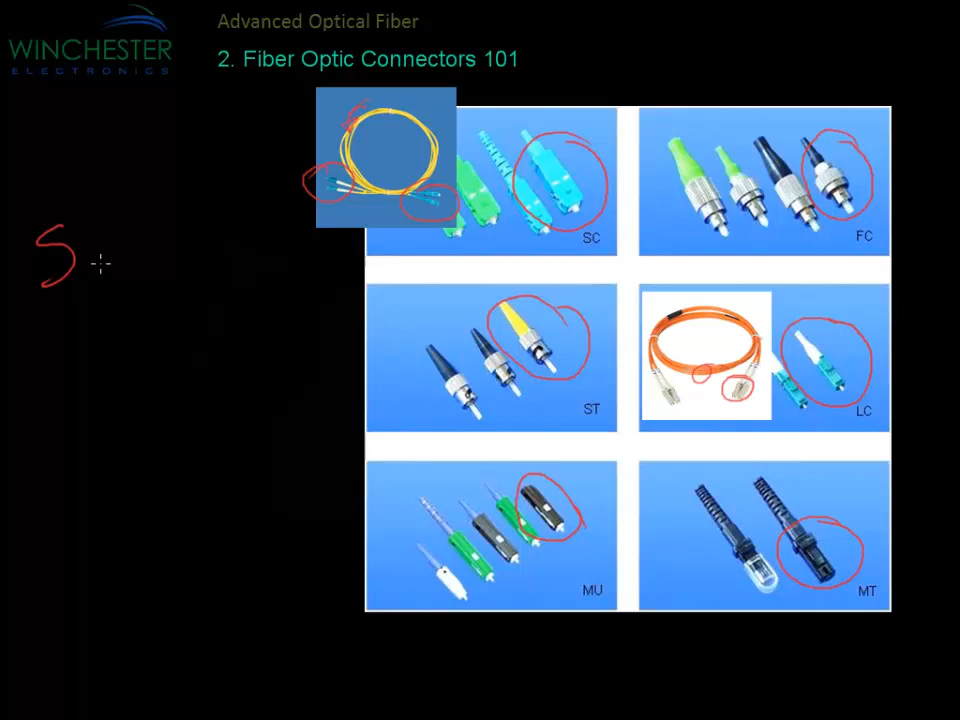 Advanced Optical Fiber
WINCHESTER
ELECTRONICS
2. Fiber Optic Connectors 101
SC
FC
S
ST
LC
MU
MT